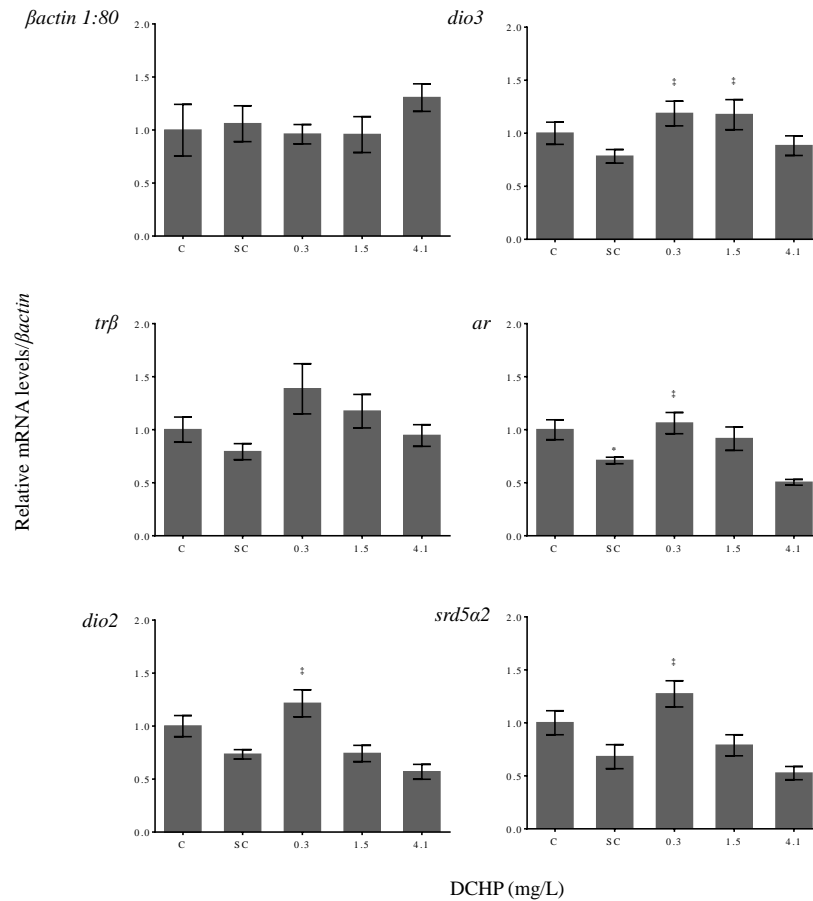 βactin 1:80
2.0
1.5
1.0
0.5
0.0
C SC 0.3 1.5 4.1
dio3
2.0
‡ ‡
1.5
1.0
0.5
0.0
C SC 0.3 1.5 4.1
Relative mRNA levels/βactin
trβ
2.0
1.5
1.0
0.5
0.0
C SC 0.3 1.5 4.1
ar
2.0
1.5
‡
1.0
*
0.5
0.0
C SC 0.3 1.5 4.1
dio2
2.0
‡
1.5
1.0
0.5
0.0
C SC 0.3 1.5 4.1
srd5α2
2.0
‡
1.5
1.0
0.5
0.0
C SC 0.3 1.5 4.1
DCHP (mg/L)